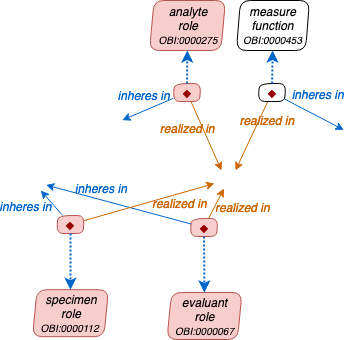 analyte
role
OBI:0000275
measure
function
OBI:0000453
inheres in
inheres in
realized in
realized in
inheres in
inheres in
realized in
realized in
specimen
role
OBI:0000112
evaluant
role
OBI:0000067